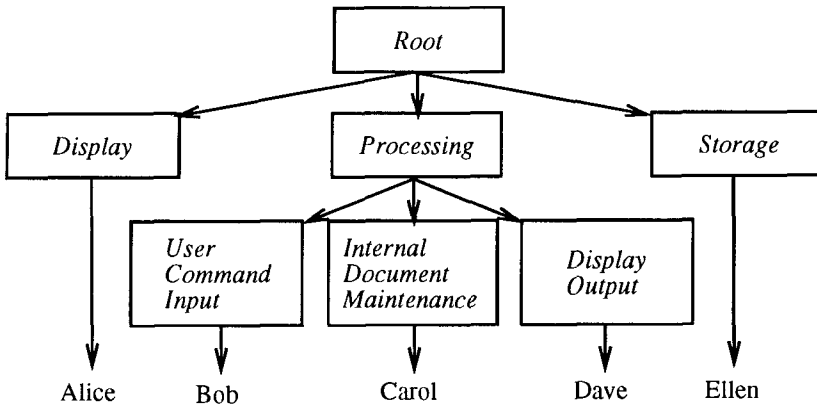 Root
Display
Processing
Storage
User
Command
Input
Internal
Document
Maintenance
Display
Output
Alice
Bob
Carol
Dave
Ellen